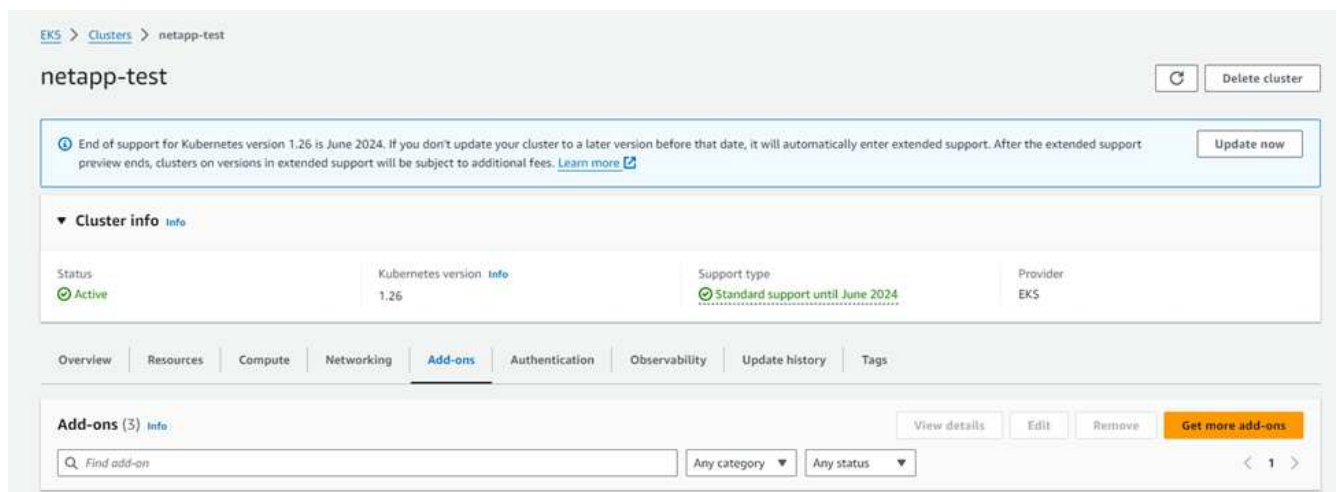 EKS > Clusters > netapp-test
netapp-test
Delete cluster
End of support for Kubernetes version 1.26 is June 2024. If you don't update your cluster to a later version before that date, it will automatically enter extended support. After the extended support
preview ends, clusters on versions in extended support will be subject to additional fees. Learn more
Update now
Cluster info Info
Status
Active
Kubernetes version Info
1.26
Support type
Standard support until June 2024
Provider
EKS
Overview Resources Compute Networking Add-ons Authentication Observability Update history Tags
Add-ons (3) Info
View details Edit Remove Get more add-ons
Find add-on
Any category Any status < 1 >